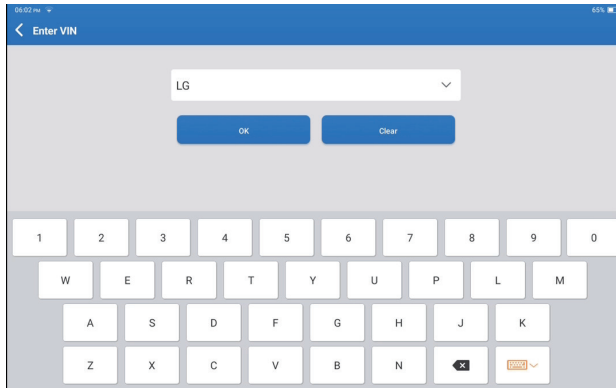 06:02 PM 65%
Enter VIN
LG
OK Clear
1 2 3 4 5 6 7 8 9 0
W E R T Y U P L M
A S D F G H J K
Z X C V B N